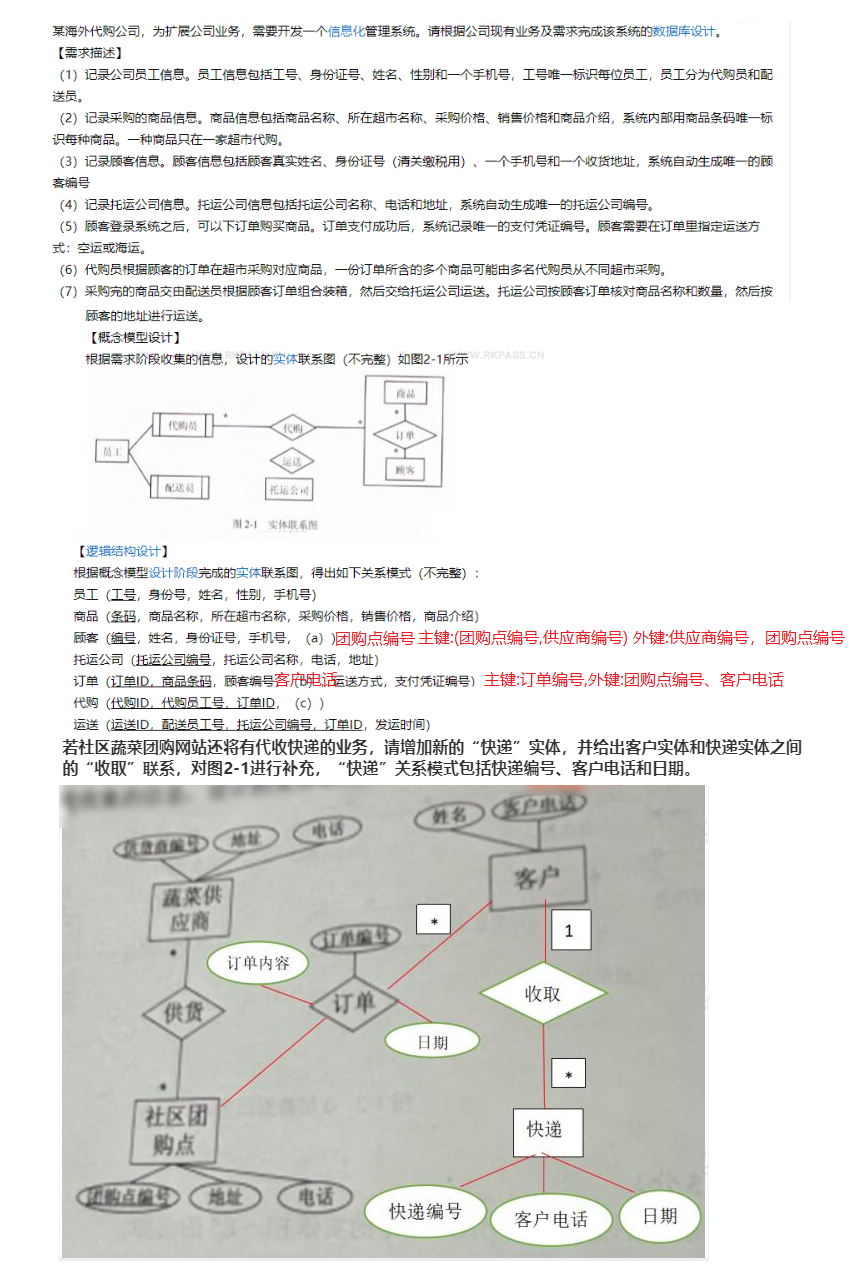 某海外代购公司，为扩展公司业务，需要开发一个信息化管理系统。请根据公司现有业务及需求完成该系统的数据库设计。
【需求描述】
（1）记录公司员工信息。员工信息包括工号、身份证号、姓名、性别和一个手机号，工号唯一标识每位员工，员工分为代购员和配
送员。
（2）记录采购的商品信息。商品信息包括商品名称、所在超市名称、采购价格、销售价格和商品介绍，系统内部用商品条码唯一标
识每种商品。一种商品只在一家超市代购。
（3）记录顾客信息。顾客信息包括顾客真实姓名、身份证号（清关缴税用）、一个手机号和一个收货地址，系统自动生成唯一的顾
客编号
（4）记录托运公司信息。托运公司信息包括托运公司名称、电话和地址，系统自动生成唯一的托运公司编号。
（5）顾客登录系统之后，可以下订单购买商品。订单支付成功后，系统记录唯一的支付凭证编号。顾客需要在订单里指定运送方
式：空运或海运。
（6）代购员根据顾客的订单在超市采购对应商品，一份订单所含的多个商品可能由多名代购员从不同超市采购。
（7）采购完的商品交由配送员根据顾客订单组合装箱，然后交给托运公司运送。托运公司按顾客订单核对商品名称和数量，然后按
顾客的地址进行运送。
【概念模型设计】
根据需求阶段收集的信息，设计的实体联系图（不完整）如图2-1所示
WWW.RKPASS.CN
商品
*
代购员
*
代购
*
订单
员工
运送
*
顾客
配送员
托运公司
图 2-1 实体联系图
【逻辑结构设计】
根据概念模型设计阶段完成的实体联系图，得出如下关系模式（不完整）：
员工（工号，身份号，姓名，性别，手机号）
商品（条码，商品名称，所在超市名称，采购价格，销售价格，商品介绍）
顾客（编号，姓名，身份证号，手机号，（a））团购点编号 主键:(团购点编号,供应商编号) 外键:供应商编号，团购点编号
托运公司（托运公司编号，托运公司名称，电话，地址）
订单（订单ID，商品条码，顾客编号，客户电话（b），运送方式，支付凭证编号） 主键:订单编号,外键:团购点编号、客户电话
代购（代购ID，代购员工号，订单ID，（c））
运送（运送ID，配送员工号，托运公司编号，订单ID，发运时间）
若社区蔬菜团购网站还将有代收快递的业务，请增加新的“快递”实体，并给出客户实体和快递实体之间
的“收取”联系，对图2-1进行补充，“快递”关系模式包括快递编号、客户电话和日期。
供货商编号
地址
电话
姓名
客户电话
蔬菜供
应商
客户
*
*
1
订单编号
订单内容
供货
订单
收取
日期
*
*
社区团
购点
快递
团购点编号
地址
电话
快递编号
客户电话
日期